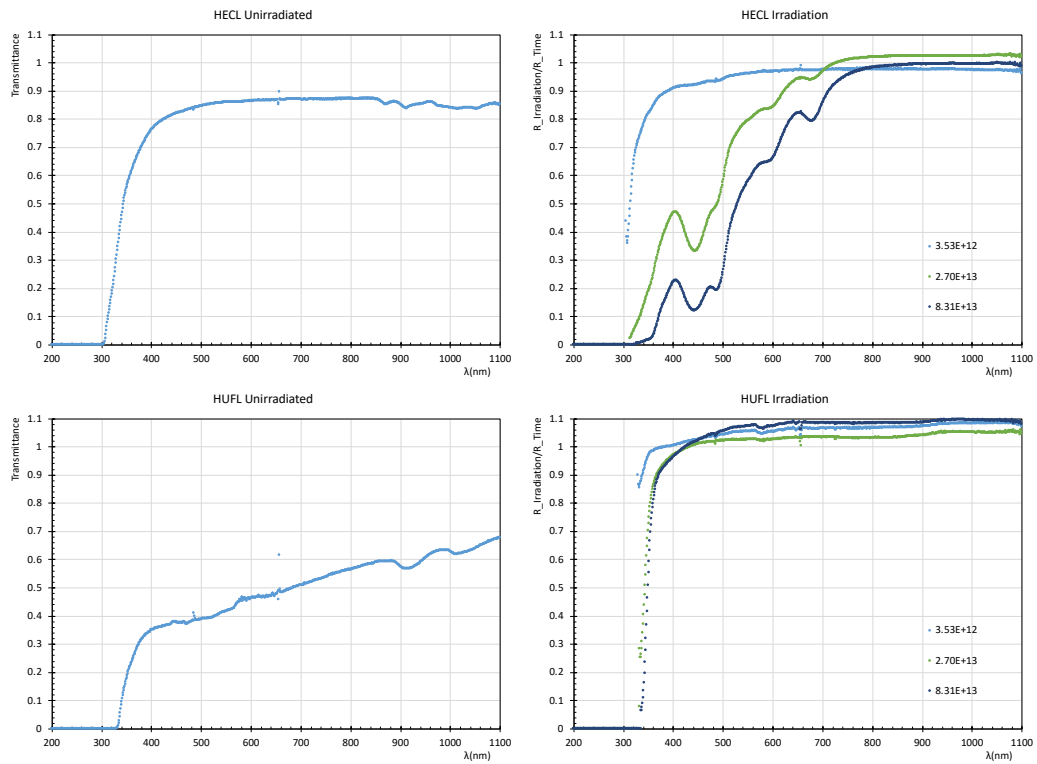 HECL Unirradiated
Transmittance
1.1
1
0.9
0.8
0.7
0.6
0.5
0.4
0.3
0.2
0.1
0
200 300 400 500 600 700 800 900 1000 1100
λ(nm)
HECL Irradiation
R_Irradiation/R_Time
1.1
1
0.9
0.8
0.7
0.6
0.5
0.4
0.3
0.2
0.1
0
3.53E+12
2.70E+13
8.31E+13
200 300 400 500 600 700 800 900 1000 1100
λ(nm)
HUFL Unirradiated
Transmittance
1.1
1
0.9
0.8
0.7
0.6
0.5
0.4
0.3
0.2
0.1
0
200 300 400 500 600 700 800 900 1000 1100
λ(nm)
HUFL Irradiation
R_Irradiation/R_Time
1.1
1
0.9
0.8
0.7
0.6
0.5
0.4
0.3
0.2
0.1
0
3.53E+12
2.70E+13
8.31E+13
200 300 400 500 600 700 800 900 1000 1100
λ(nm)